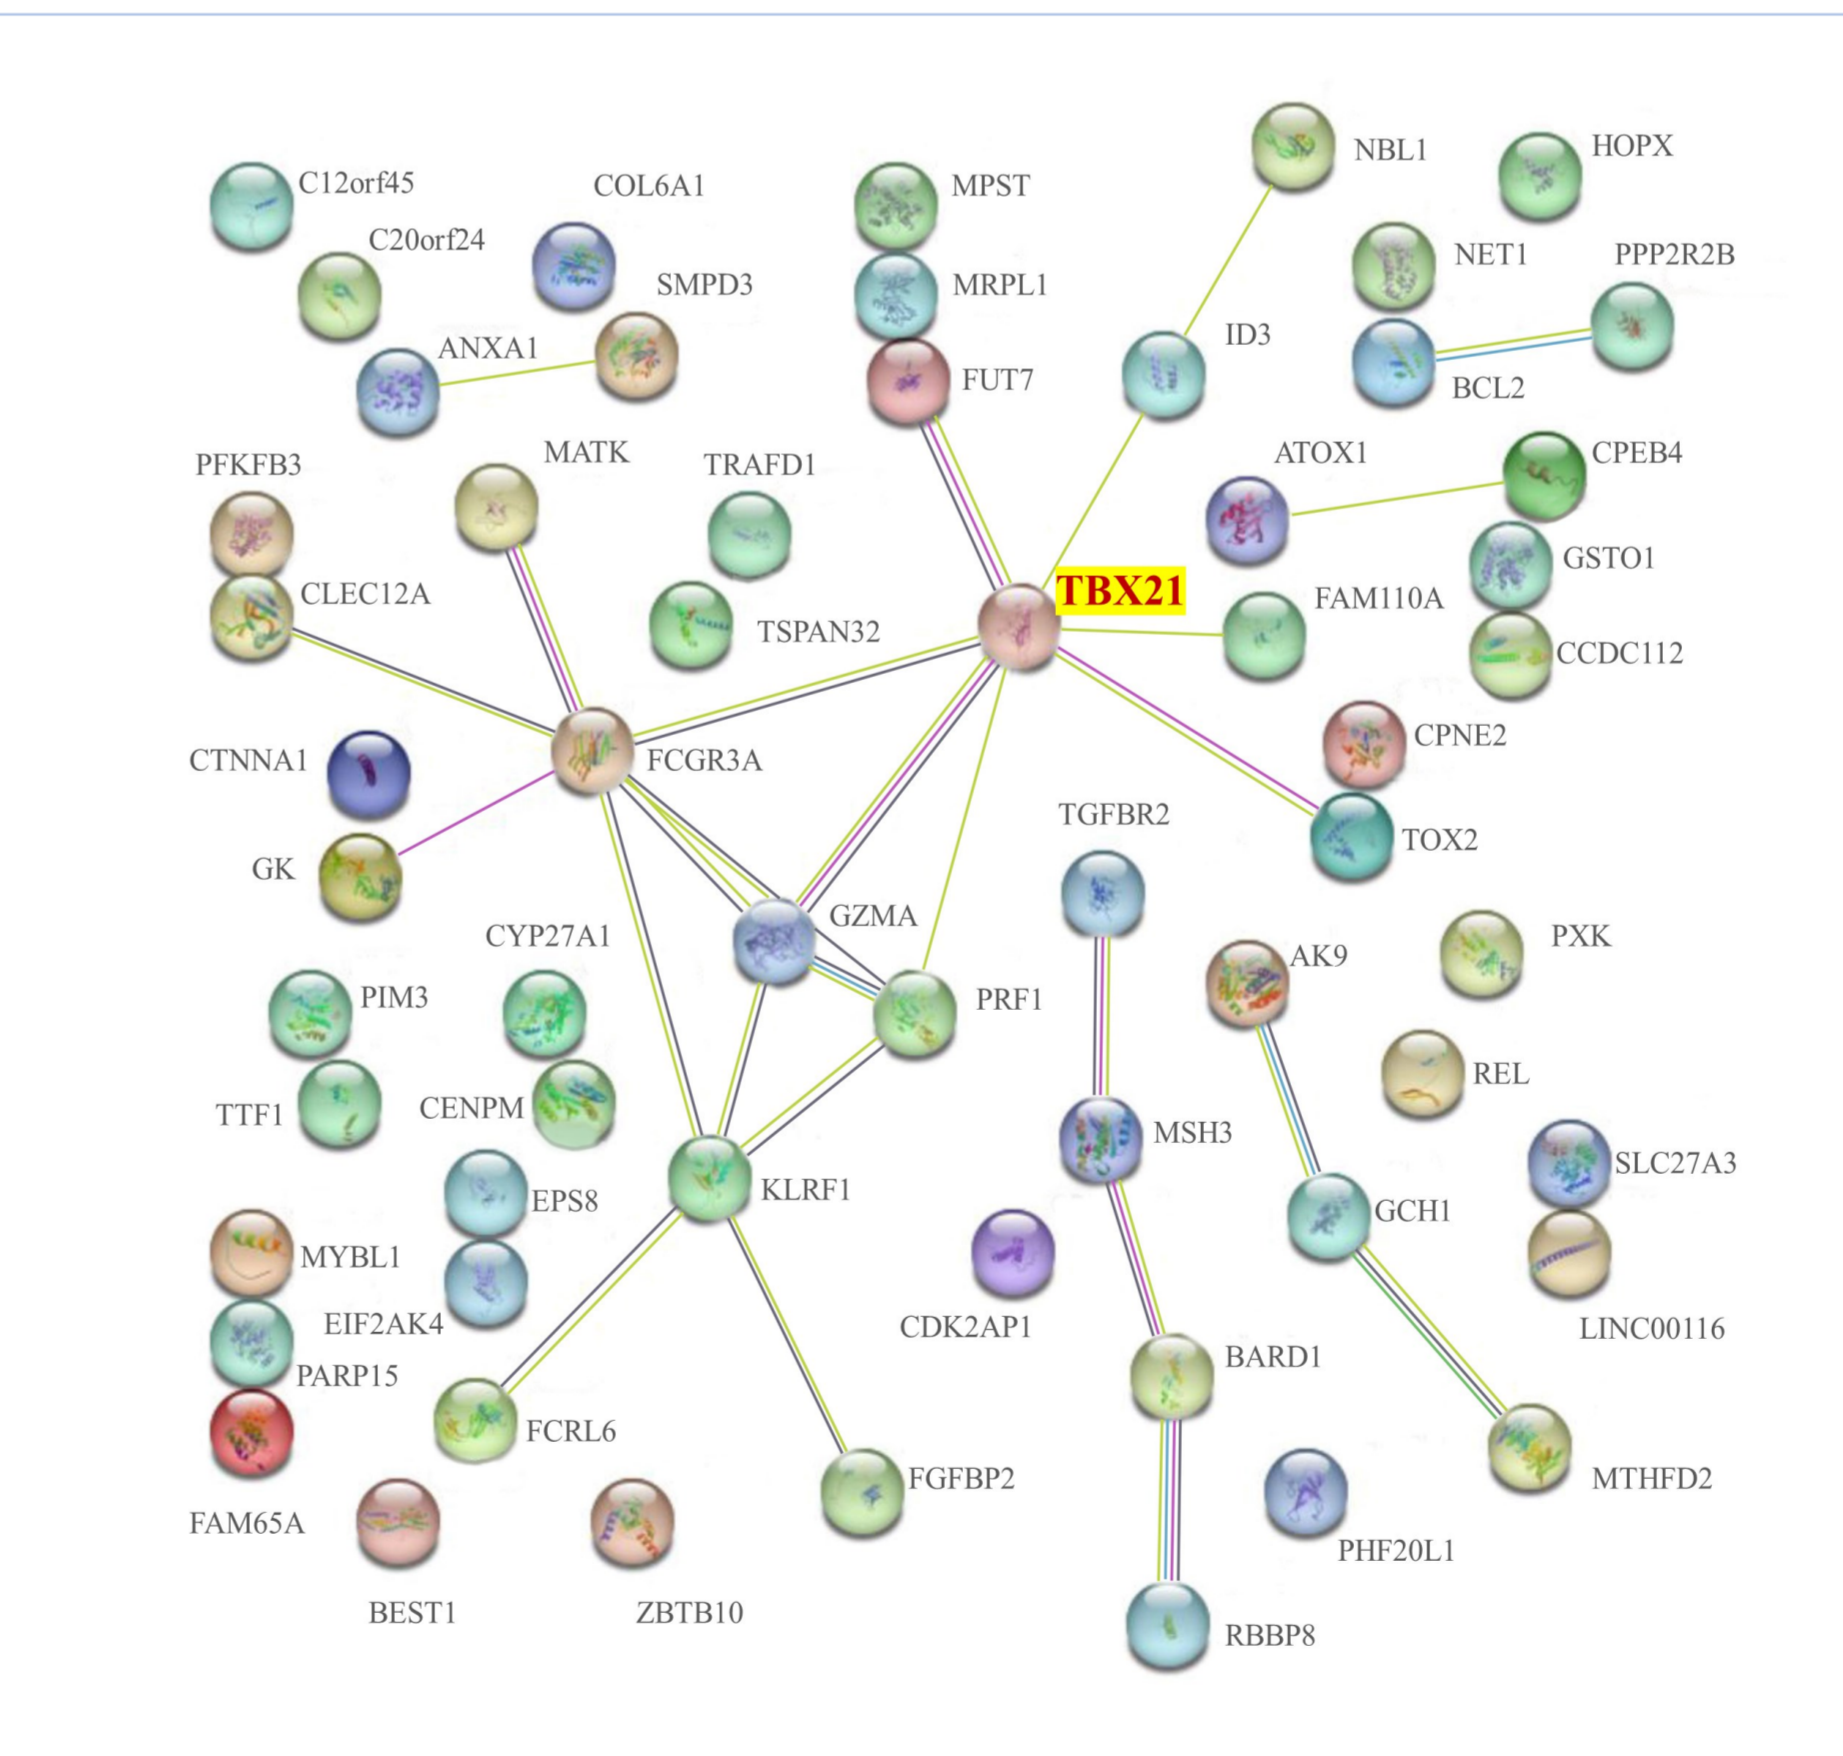 NBL1
HOPX
C12orf45
COL6A1
MPST
C20orf24
NET1
PPP2R2B
SMPD3
MRPL1
ID3
ANXA1
FUT7
BCL2
PFKFB3
MATK
TRAFD1
ATOX1
CPEB4
GSTO1
CLEC12A
TBX21
FAM110A
TSPAN32
CCDC112
CTNNA1
FCGR3A
CPNE2
TGFBR2
TOX2
GK
GZMA
CYP27A1
AK9
PXK
PIM3
PRF1
REL
TTF1
CENPM
MSH3
SLC27A3
EPS8
KLRF1
GCH1
MYBL1
EIF2AK4
CDK2AP1
LINC00116
PARP15
BARD1
FCRL6
FGFBP2
MTHFD2
FAM65A
PHF20L1
BEST1
ZBTB10
RBBP8